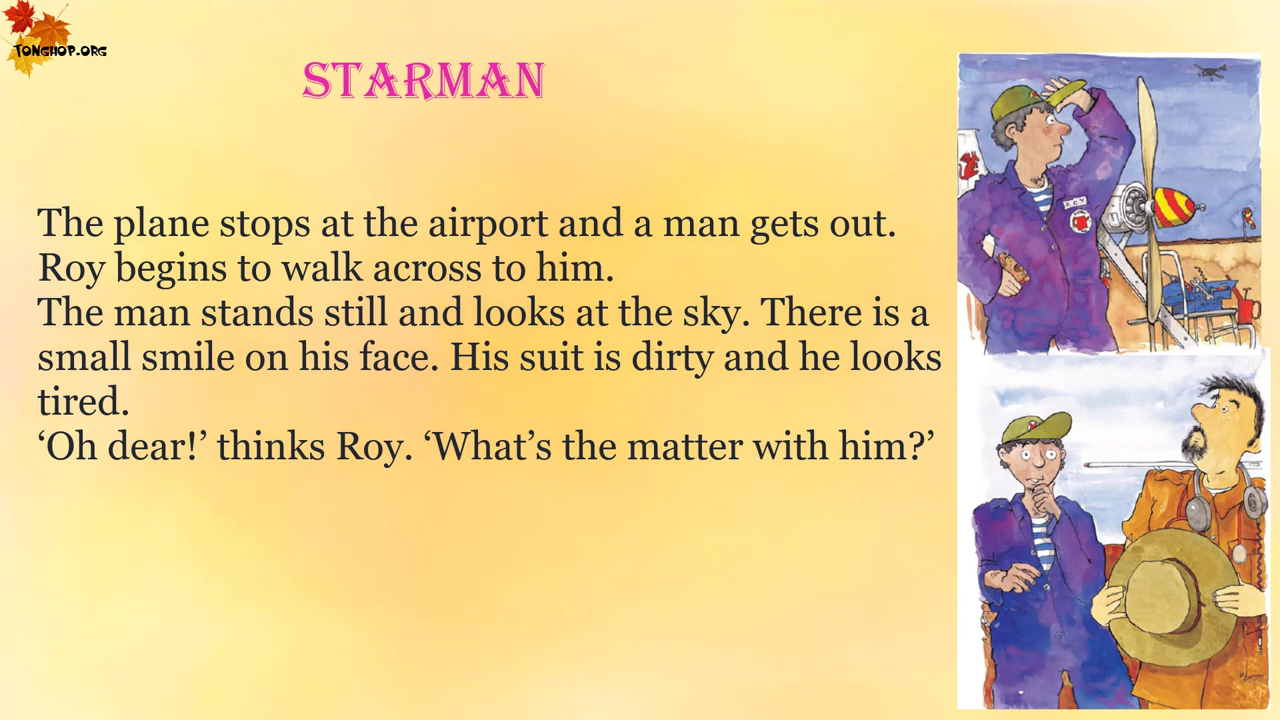 TONGHOP.ORG
STARMAN
The plane stops at the airport and a man gets out.
Roy begins to walk across to him.
The man stands still and looks at the sky. There is a
small smile on his face. His suit is dirty and he looks
tired.
‘Oh dear!’ thinks Roy. ‘What’s the matter with him?’
ROY